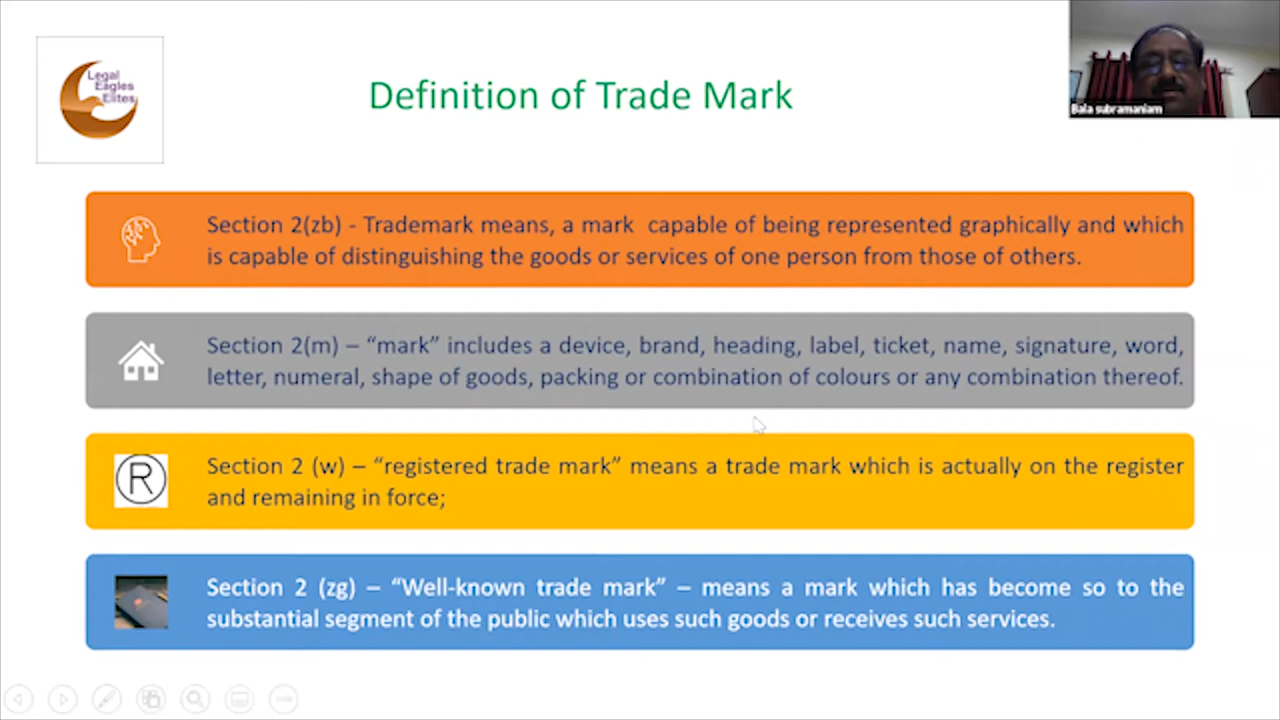 Legal
Eagles
Elites
Definition of Trade Mark
Bala subramaniam
Section 2(zb) - Trademark means, a mark capable of being represented graphically and which
is capable of distinguishing the goods or services of one person from those of others.
Section 2(m) – “mark” includes a device, brand, heading, label, ticket, name, signature, word,
letter, numeral, shape of goods, packing or combination of colours or any combination thereof.
R
Section 2 (w) – “registered trade mark” means a trade mark which is actually on the register
and remaining in force;
Section 2 (zg) – “Well-known trade mark” – means a mark which has become so to the
substantial segment of the public which uses such goods or receives such services.